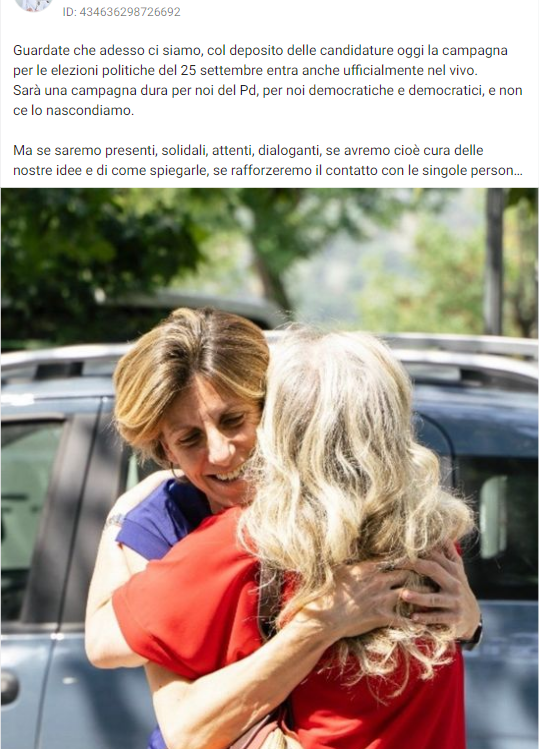 ID: 434636298726692
Guardate che adesso ci siamo, col deposito delle candidature oggi la campagna
per le elezioni politiche del 25 settembre entra anche ufficialmente nel vivo.
Sarà una campagna dura per noi del Pd, per noi democratiche e democratici, e non
ce lo nascondiamo.
Ma se saremo presenti, solidali, attenti, dialoganti, se avremo cioè cura delle
nostre idee e di come spiegarle, se rafforzeremo il contatto con le singole person...